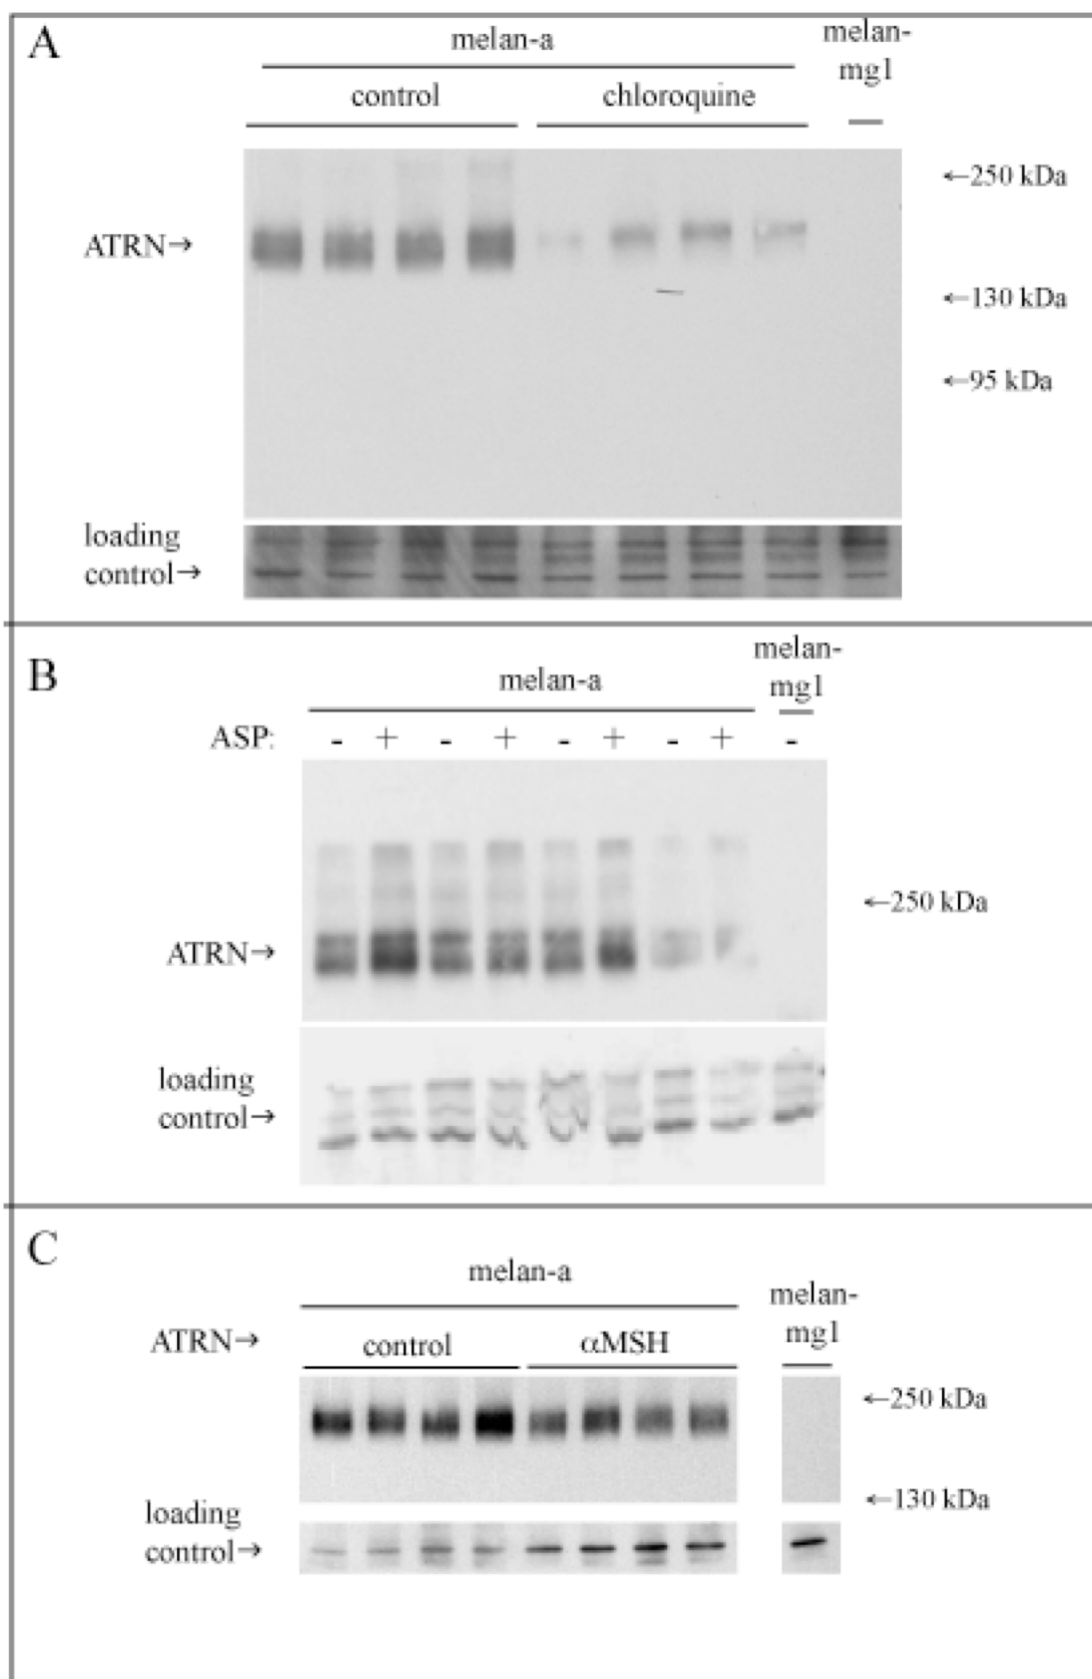 A
melan-a
melan-
mg1
control
chloroquine
←250 kDa
ATRN→
←130 kDa
←95 kDa
loading
control→
B
melan-a
melan-
mg1
ASP: - + - + - + - + -
←250 kDa
ATRN→
loading
control→
C
melan-a
melan-
mg1
ATRN→
control
αMSH
←250 kDa
←130 kDa
loading
control→